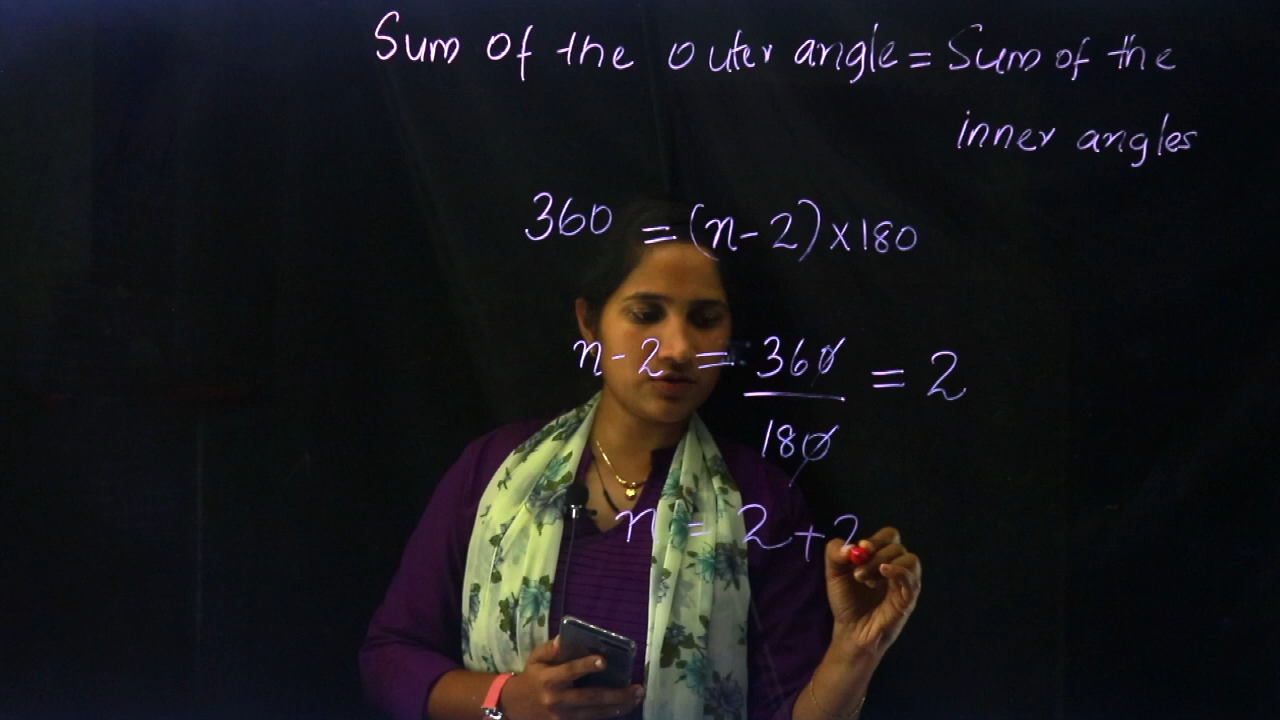 Sum of the outer angle = Sum of the
inner angles
360 = (n-2)×180
n-2 = 360/180 = 2
n = 2+2